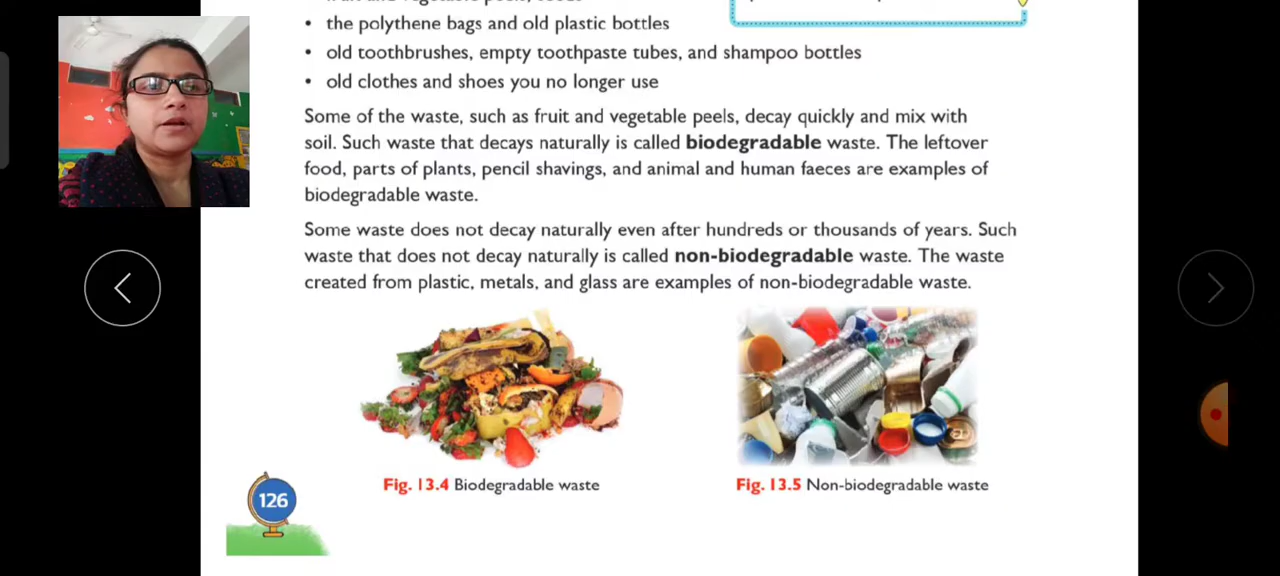 • the polythene bags and old plastic bottles
• old toothbrushes, empty toothpaste tubes, and shampoo bottles
• old clothes and shoes you no longer use
Some of the waste, such as fruit and vegetable peels, decay quickly and mix with
soil. Such waste that decays naturally is called biodegradable waste. The leftover
food, parts of plants, pencil shavings, and animal and human faeces are examples of
biodegradable waste.
Some waste does not decay naturally even after hundreds or thousands of years. Such
waste that does not decay naturally is called non-biodegradable waste. The waste
created from plastic, metals, and glass are examples of non-biodegradable waste.
Fig. 13.4 Biodegradable waste
Fig. 13.5 Non-biodegradable waste
126